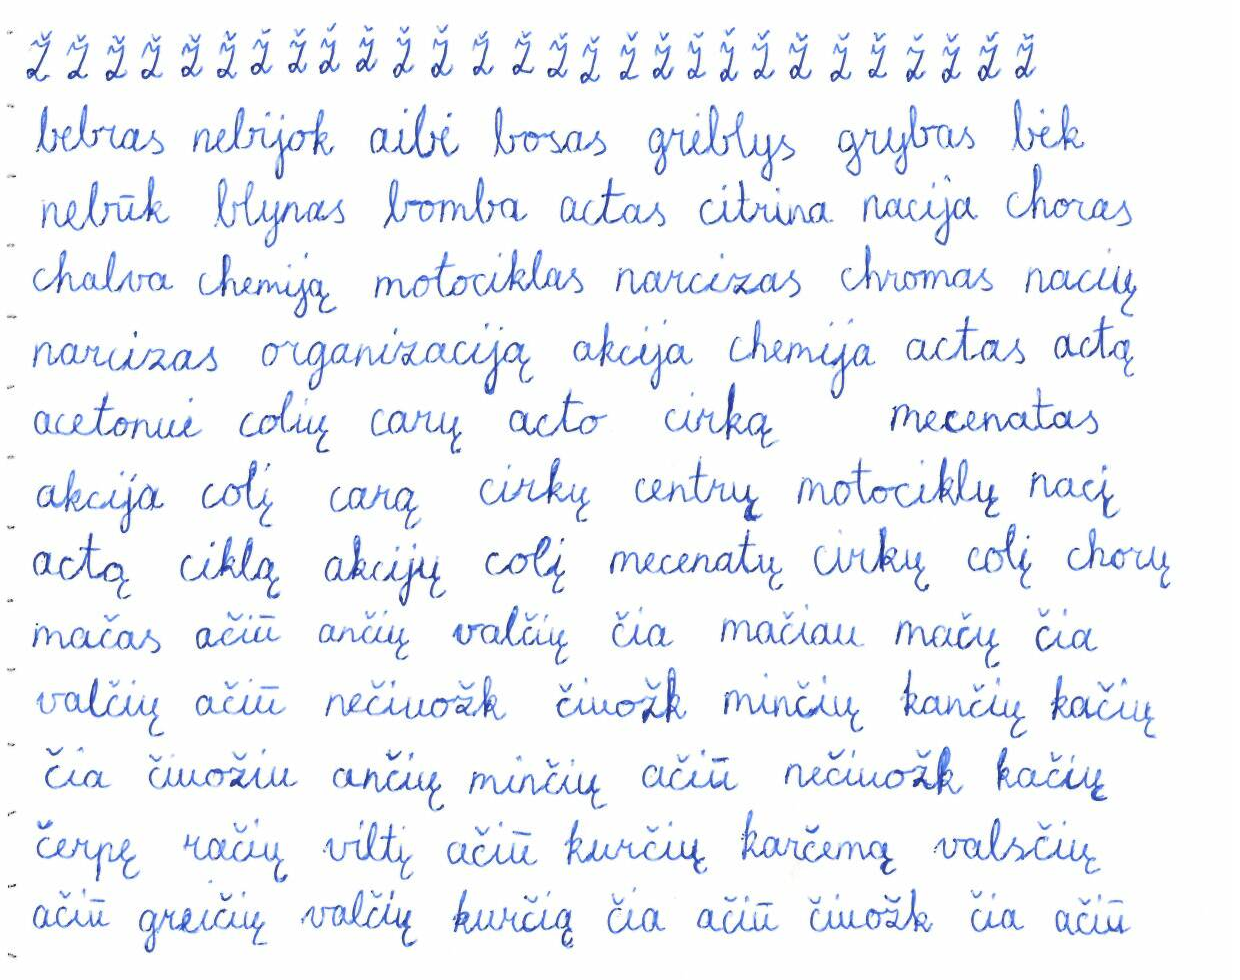 Ž Ž Ž Ž Ž Ž Ž Ž Ž Ž Ž Ž Ž Ž Ž Ž Ž Ž Ž Ž Ž Ž Ž Ž Ž Ž Ž Ž
bebras nebijok aibė bosas grėblys grybas bėk
nebūk blynas bomba actas citrina nacija choras
chalva chemiją motociklas narcizas chromas nacių
narcizas organizaciją akcija chemija actas actą
acetonui colių carų acto cirką mecenatas
akcija colį carą cirkų centrų motociklų nacį
actą ciklą akcijų colį mecenatų cirkų colį chorų
mačas ačiū ančių valčių čia mačiau mačų čia
valčių ačiū nečiuožk čiuožk minčių kančių kačių
čia čiuožiu ančių minčių ačiū nečiuožk kačių
čerpę račių viltį ačiū kurčių karčemą valsčių
ačiū greičių valčių kurčią čia ačiū čiuožk čia ačiū